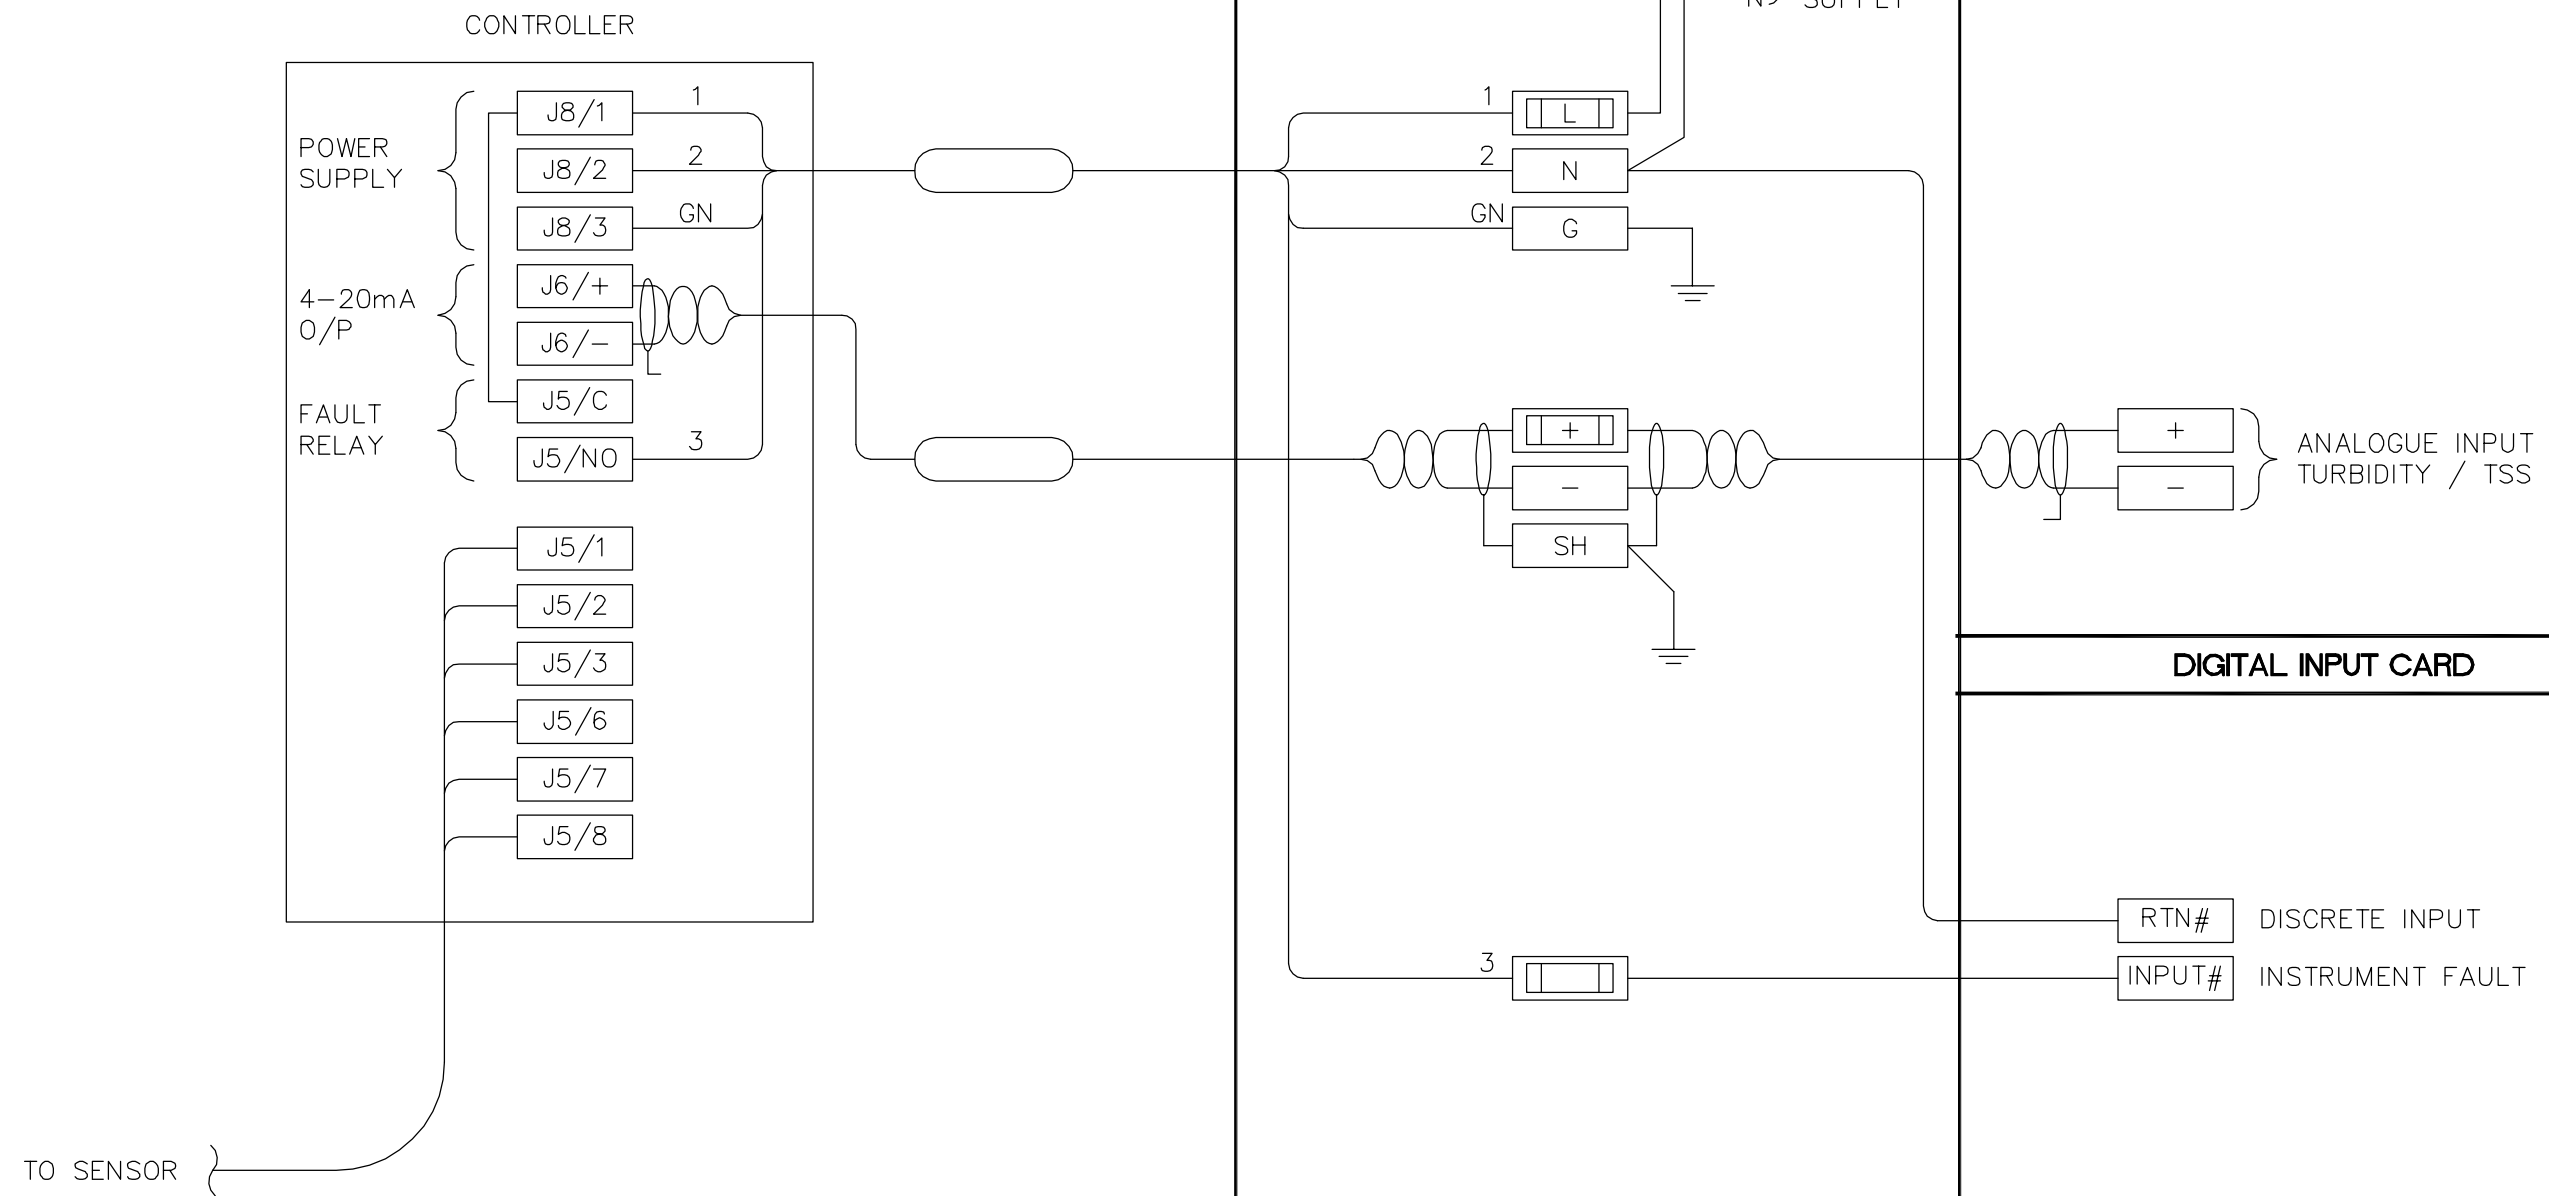 CONTROLLER
POWER
SUPPLY
4-20mA
O/P
FAULT
RELAY
J8/1
J8/2
J8/3
J6/+
J6/-
J5/C
J5/NO
J5/1
J5/2
J5/3
J5/6
J5/7
J5/8
1
2
GN
3
TO SENSOR
SUPPLY
1
L
2
N
GN
G
+
-
SH
3
+
-
ANALOGUE INPUT
TURBIDITY / TSS
DIGITAL INPUT CARD
RTN#
DISCRETE INPUT
INPUT#
INSTRUMENT FAULT